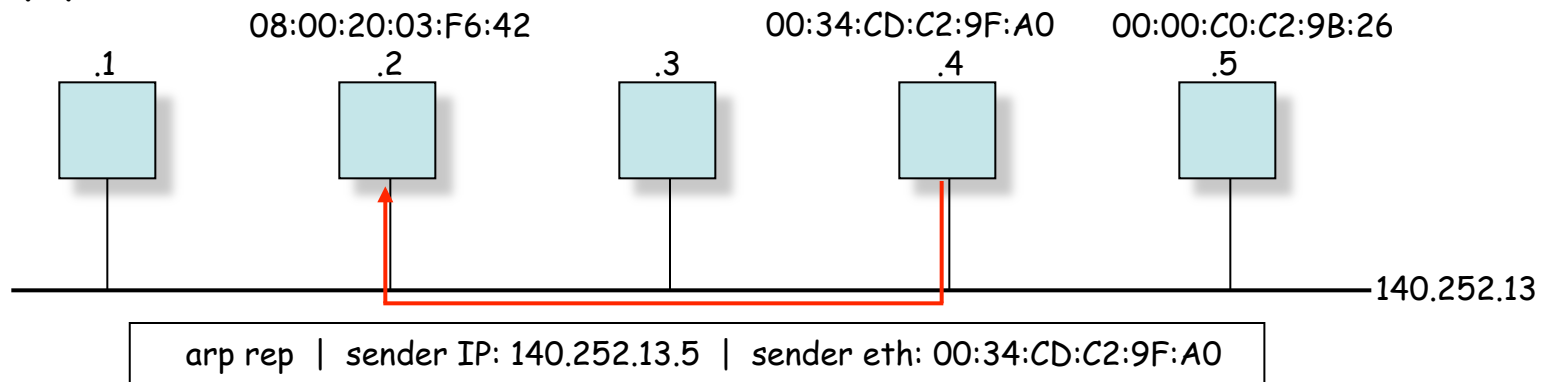 08:00:20:03:F6:42 00:34:CD:C2:9F:A0 00:00:C0:C2:9B:26
.1 .2 .3 .4 .5
140.252.13
arp rep | sender IP: 140.252.13.5 | sender eth: 00:34:CD:C2:9F:A0